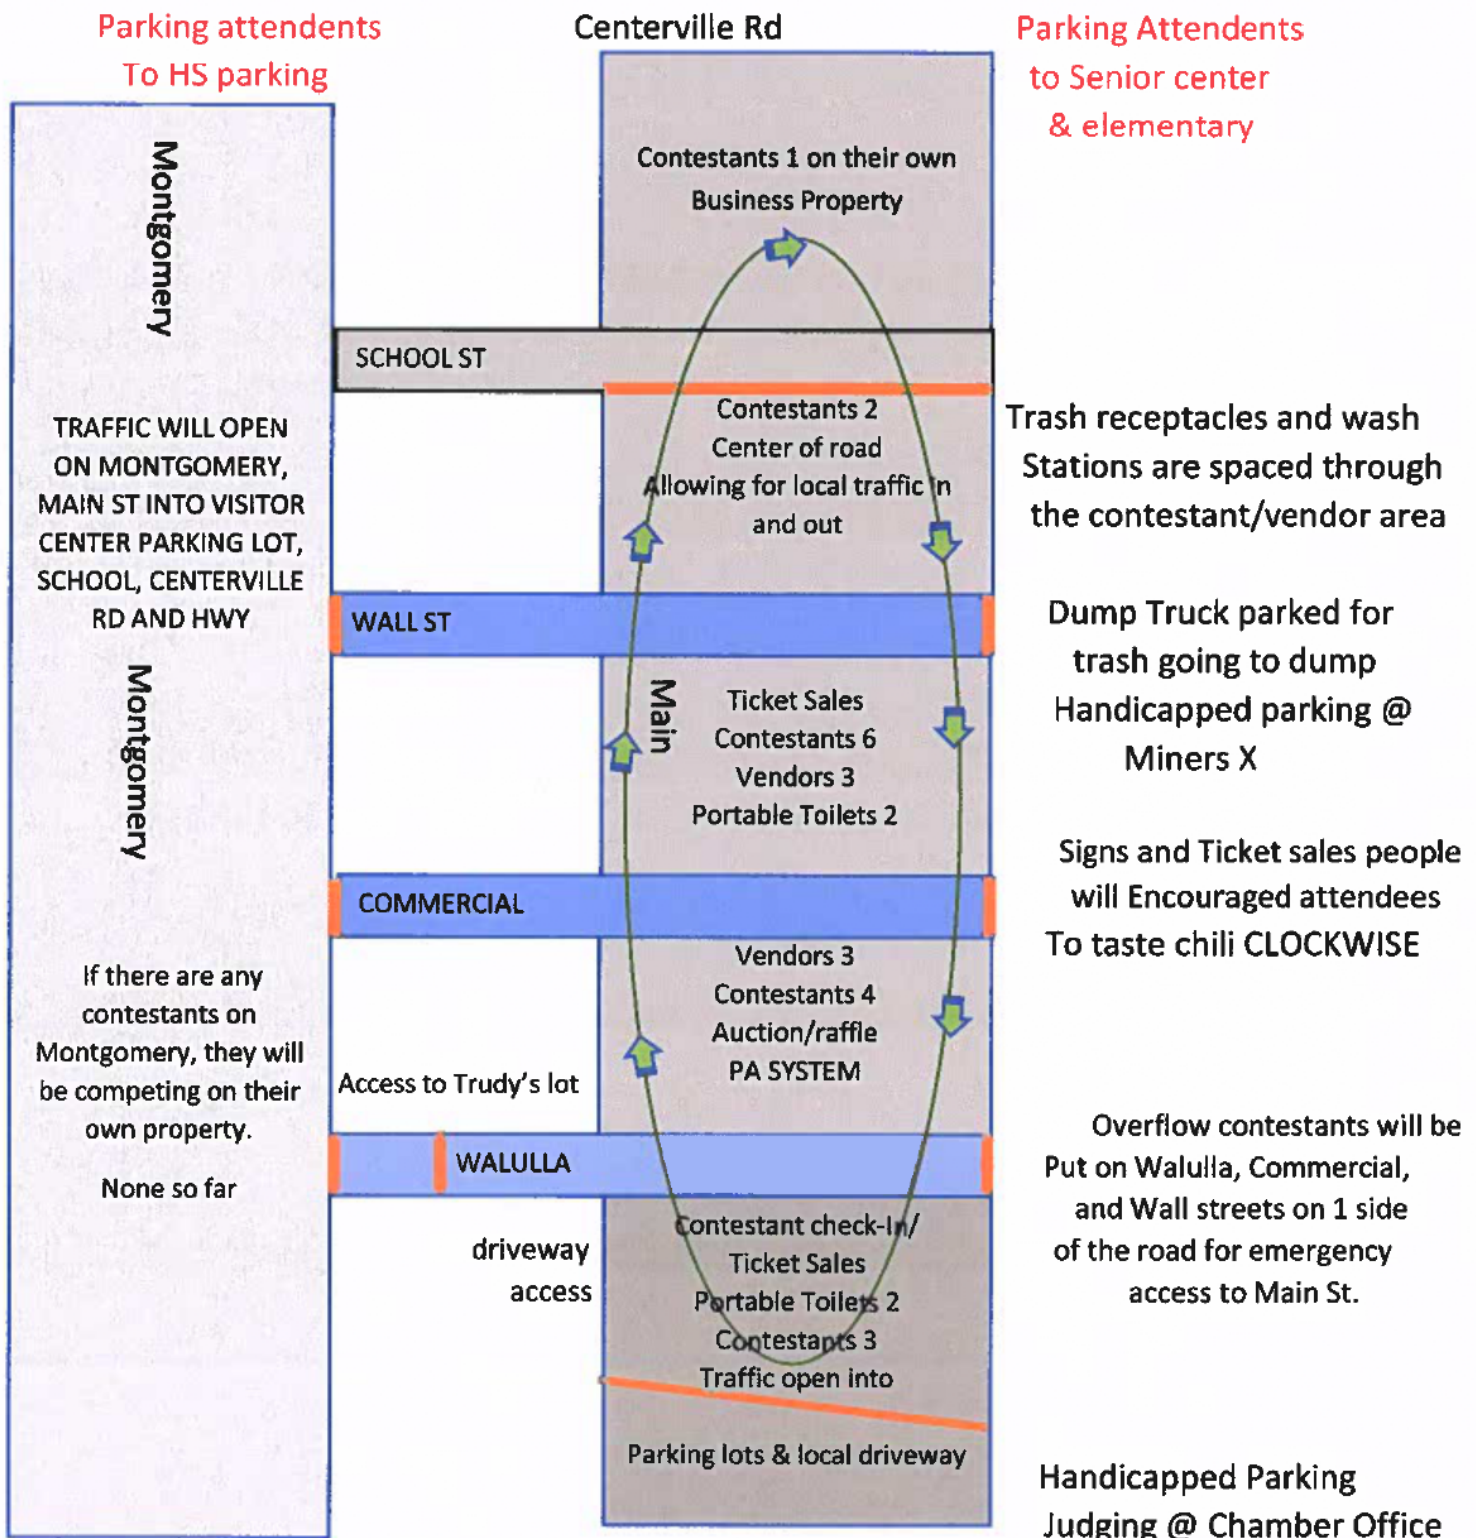 Parking attendents
To HS parking
Centerville Rd
Parking Attendents
to Senior center
& elementary
Montgomery
Contestants 1 on their own
Business Property
SCHOOL ST
TRAFFIC WILL OPEN
ON MONTGOMERY,
MAIN ST INTO VISITOR
CENTER PARKING LOT,
SCHOOL, CENTERVILLE
RD AND HWY
Contestants 2
Center of road
Allowing for local traffic in
and out
Trash receptacles and wash
Stations are spaced through
the contestant/vendor area
WALL ST
Dump Truck parked for
trash going to dump
Handicapped parking @
Miners X
Montgomery
Main
Ticket Sales
Contestants 6
Vendors 3
Portable Toilets 2
Signs and Ticket sales people
will Encouraged attendees
To taste chili CLOCKWISE
COMMERCIAL
If there are any
contestants on
Montgomery, they will
be competing on their
own property.
None so far
Vendors 3
Contestants 4
Auction/raffle
PA SYSTEM
Access to Trudy's lot
WALULLA
Overflow contestants will be
Put on Walulla, Commercial,
and Wall streets on 1 side
of the road for emergency
access to Main St.
driveway
access
Contestant check-In/
Ticket Sales
Portable Toilets 2
Contestants 3
Traffic open into
Parking lots & local driveway
Handicapped Parking
Judging @ Chamber Office